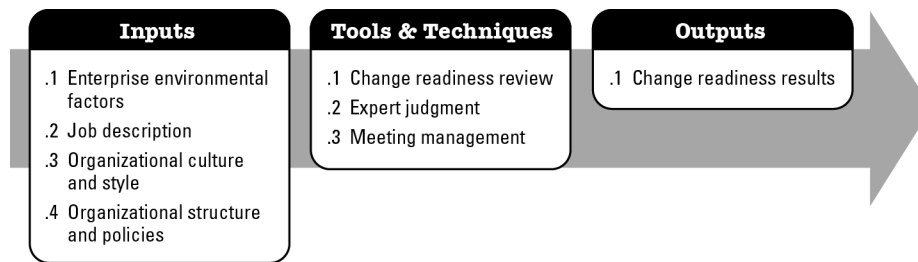 Inputs
.1 Enterprise environmental
factors
.2 Job description
.3 Organizational culture
and style
.4 Organizational structure
and policies
Tools & Techniques
.1 Change readiness review
.2 Expert judgment
.3 Meeting management
Outputs
.1 Change readiness results